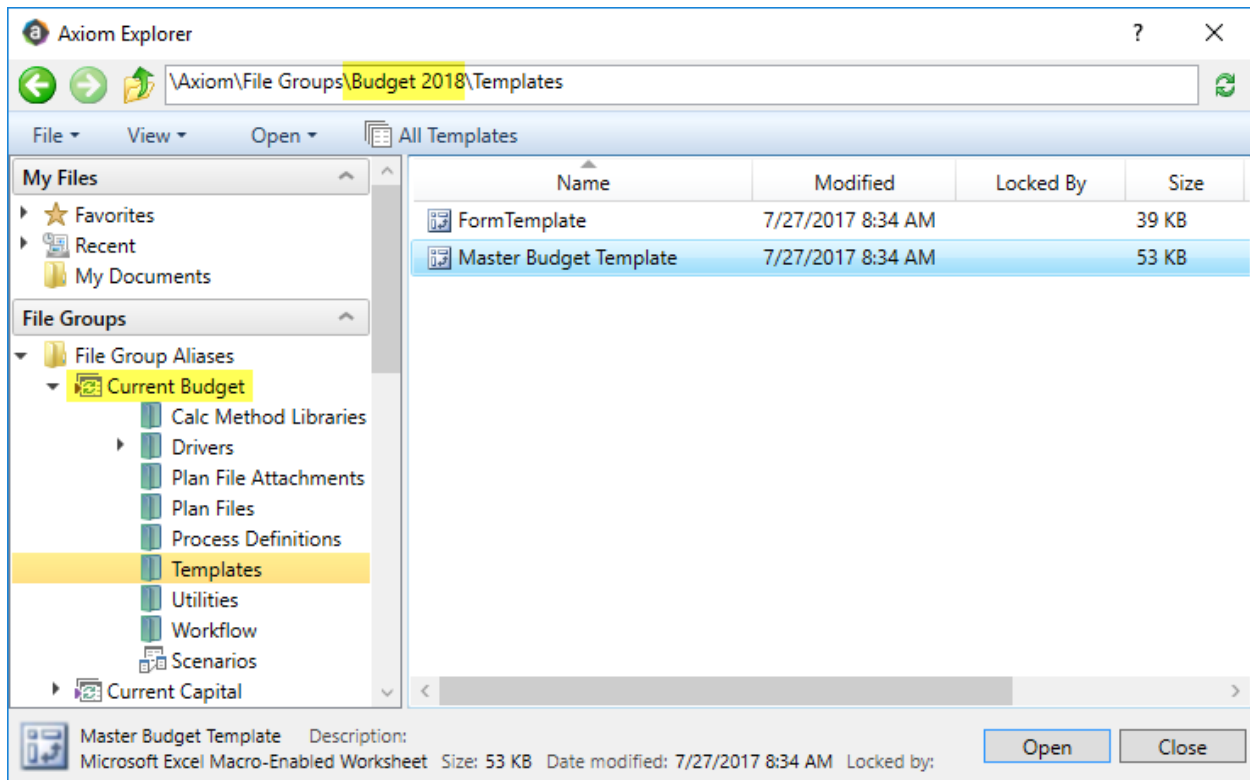 Axiom Explorer
?
\Axiom\File Groups\Budget 2018\Templates
File View Open All Templates
My Files
Favorites
Recent
My Documents
File Groups
File Group Aliases
Current Budget
Calc Method Libraries
Drivers
Plan File Attachments
Plan Files
Process Definitions
Templates
Utilities
Workflow
Scenarios
Current Capital
Name Modified Locked By Size
FormTemplate 7/27/2017 8:34 AM 39 KB
Master Budget Template 7/27/2017 8:34 AM 53 KB
Master Budget Template Description:
Microsoft Excel Macro-Enabled Worksheet Size: 53 KB Date modified: 7/27/2017 8:34 AM Locked by:
Open Close